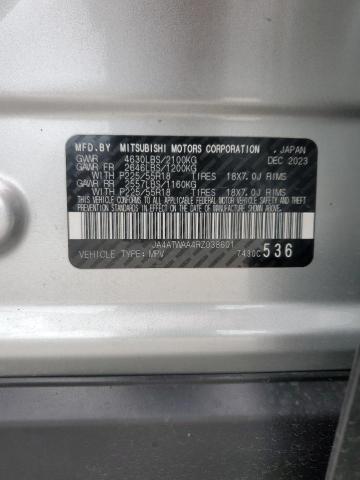 MFD.BY MITSUBISHI MOTORS CORPORATION , JAPAN
GVWR 4630LBS/2100KG DEC 2023
GAWR FR 2646LBS/1200KG
WITH P225/55R18 TIRES 18X7.0J RIMS
GAWR RR 2557LBS/1160KG
WITH P225/55R18 TIRES 18X7.0J RIMS
THIS VEHICLE CONFORMS TO ALL APPLICABLE FEDERAL
MOTOR VEHICLE SAFETY, BUMPER, AND THEFT
PREVENTION STANDARDS IN EFFECT ON THE DATE OF
MANUFACTURE SHOWN ABOVE.
JA4ATWAA4RZ038601
VEHICLE TYPE: MPV 7430C 536